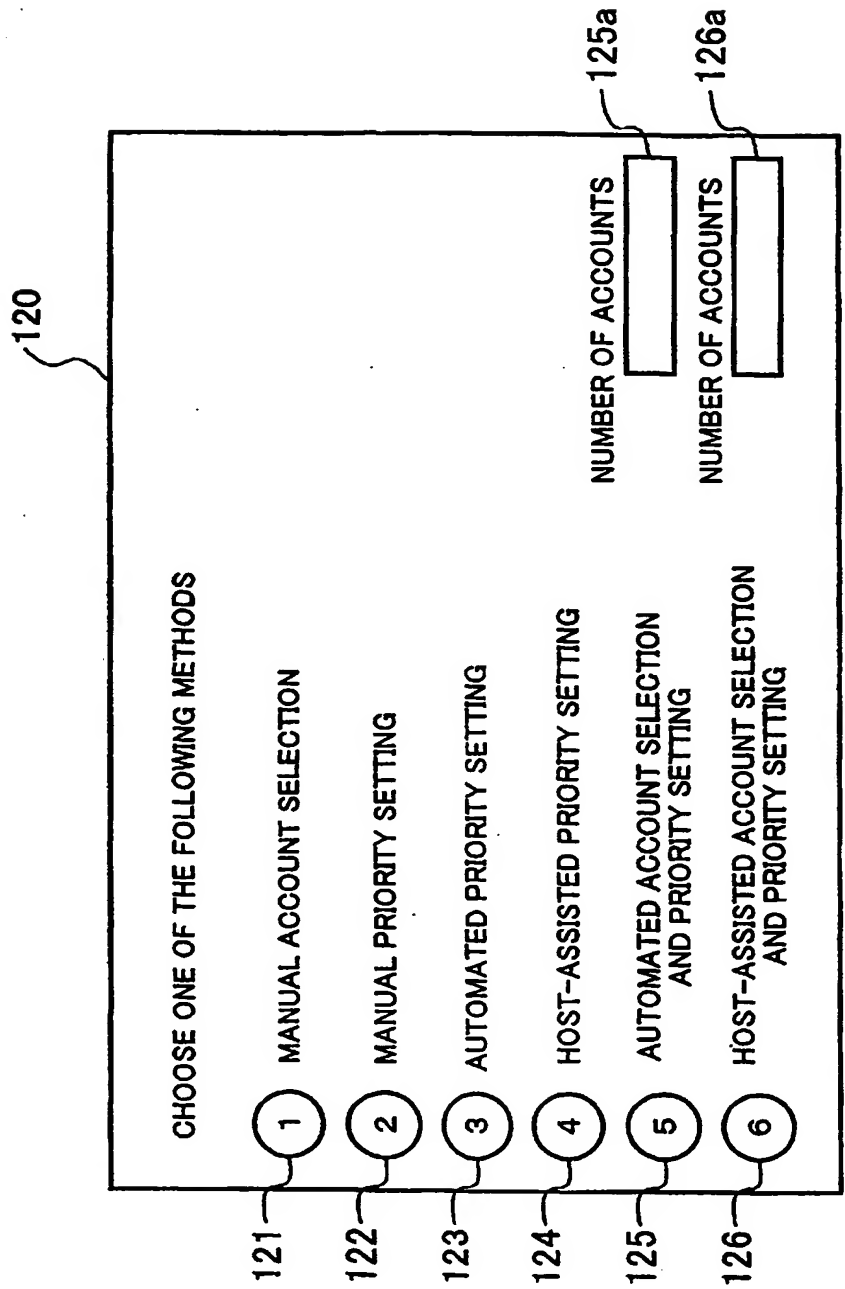 120
CHOOSE ONE OF THE FOLLOWING METHODS
121
1
MANUAL ACCOUNT SELECTION
122
2
MANUAL PRIORITY SETTING
123
3
AUTOMATED PRIORITY SETTING
124
4
HOST-ASSISTED PRIORITY SETTING
125
5
AUTOMATED ACCOUNT SELECTION
AND PRIORITY SETTING
NUMBER OF ACCOUNTS
125a
126
6
HOST-ASSISTED ACCOUNT SELECTION
AND PRIORITY SETTING
NUMBER OF ACCOUNTS
126a